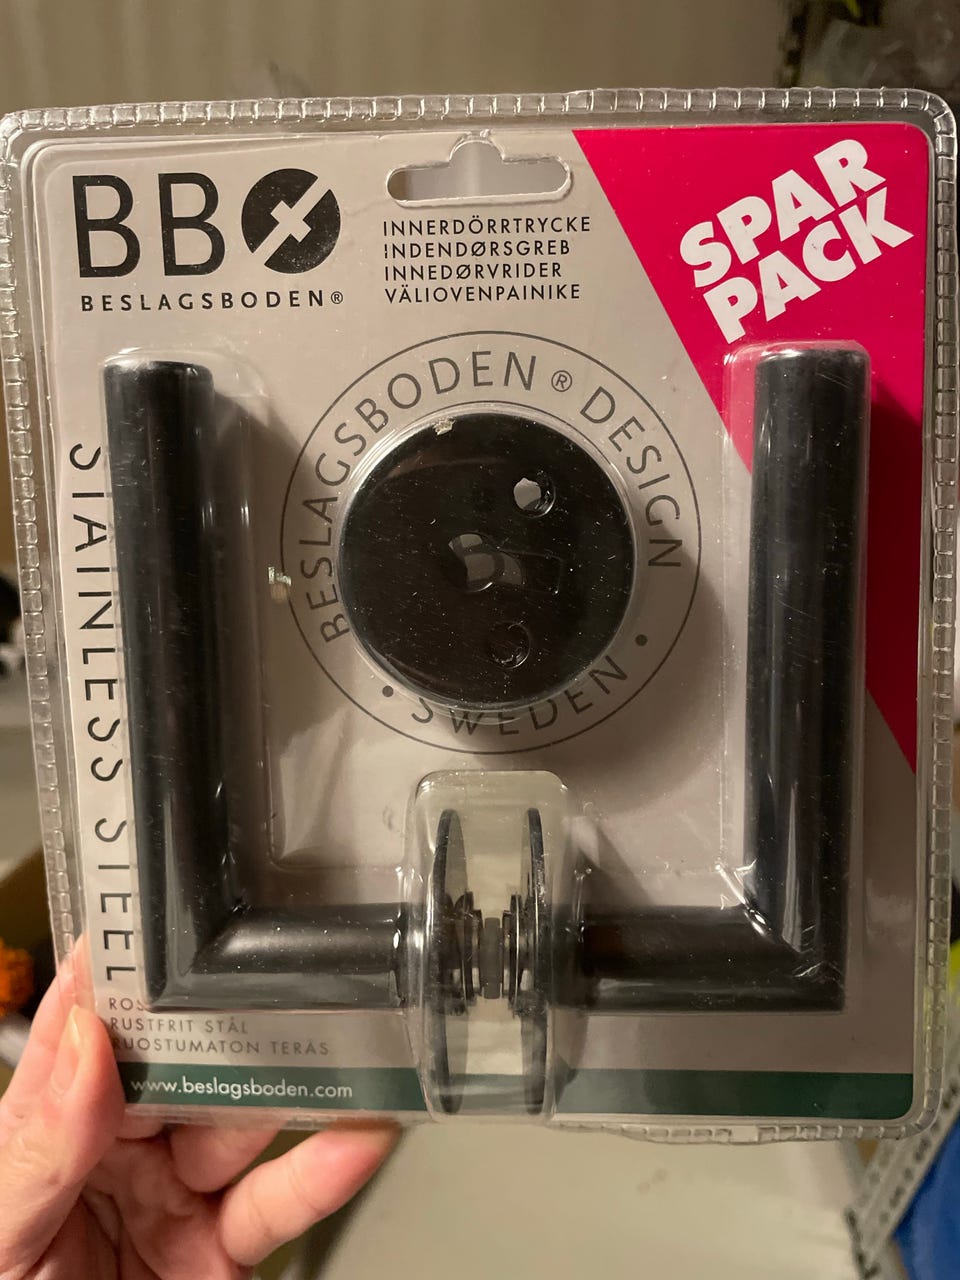 BB
BESLAGSBODEN®
INNERDÖRRTRYCKE
INDENDØRSGREB
INNEDØRVRIDER
VÄLIOVENPAINIKE
SPAR
PACK
BESLAGSBODEN ® DESIGN
• SWEDEN •
STAINLESS STEEL
RUSTFRIT STÅL
RUOSTUMATON TERÄS
www.beslagsboden.com